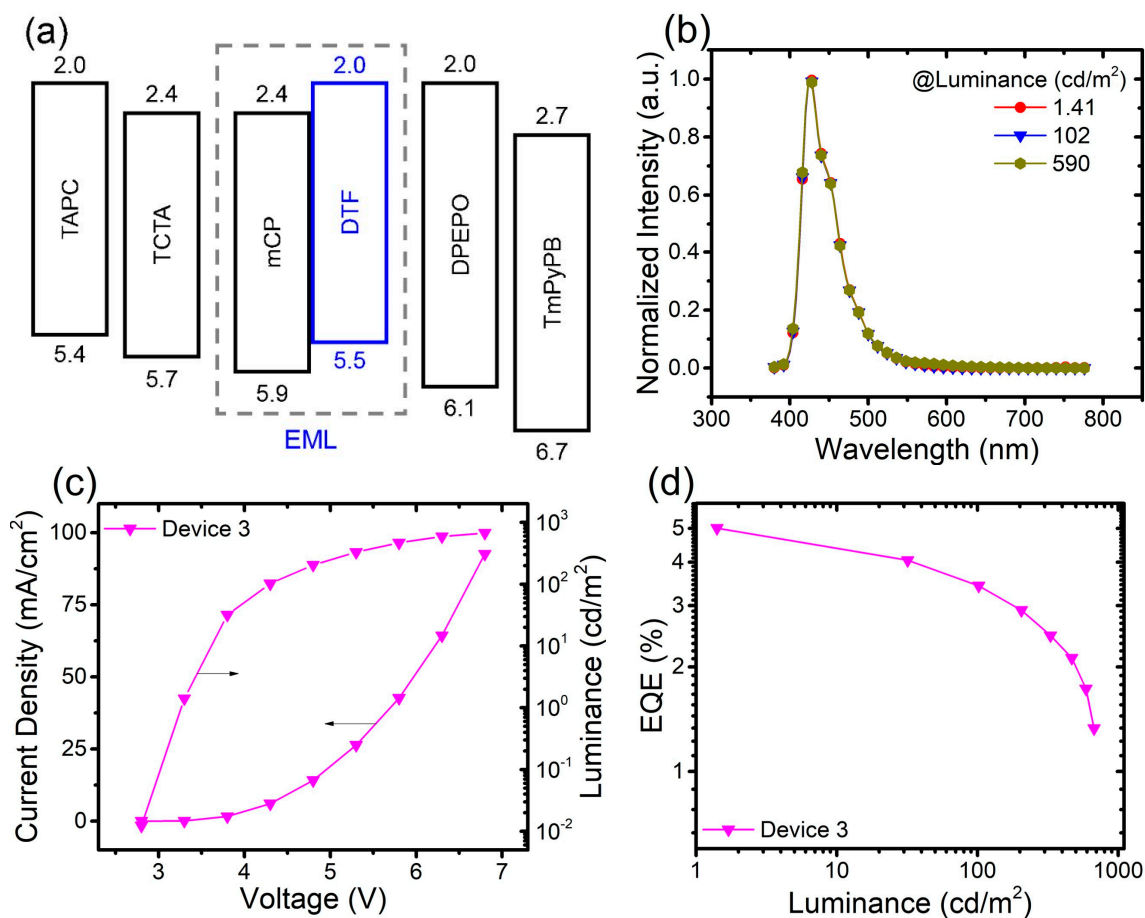 (a)
2.0
2.4
2.4
2.0
2.0
2.7
TAPC
TCTA
mCP
DTF
DPEPO
TmPyPB
5.4
5.7
5.9
5.5
6.1
6.7
EML
(b)
Normalized Intensity (a.u.)
1.0
0.8
0.6
0.4
0.2
0.0
@Luminance (cd/m²)
1.41
102
590
300 400 500 600 700 800
Wavelength (nm)
(c)
Current Density (mA/cm²)
100
75
50
25
0
Device 3
10³
10²
10¹
10⁰
10⁻¹
10⁻²
Luminance (cd/m²)
3 4 5 6 7
Voltage (V)
(d)
EQE (%)
5
4
3
2
1
Device 3
1 10 100 1000
Luminance (cd/m²)